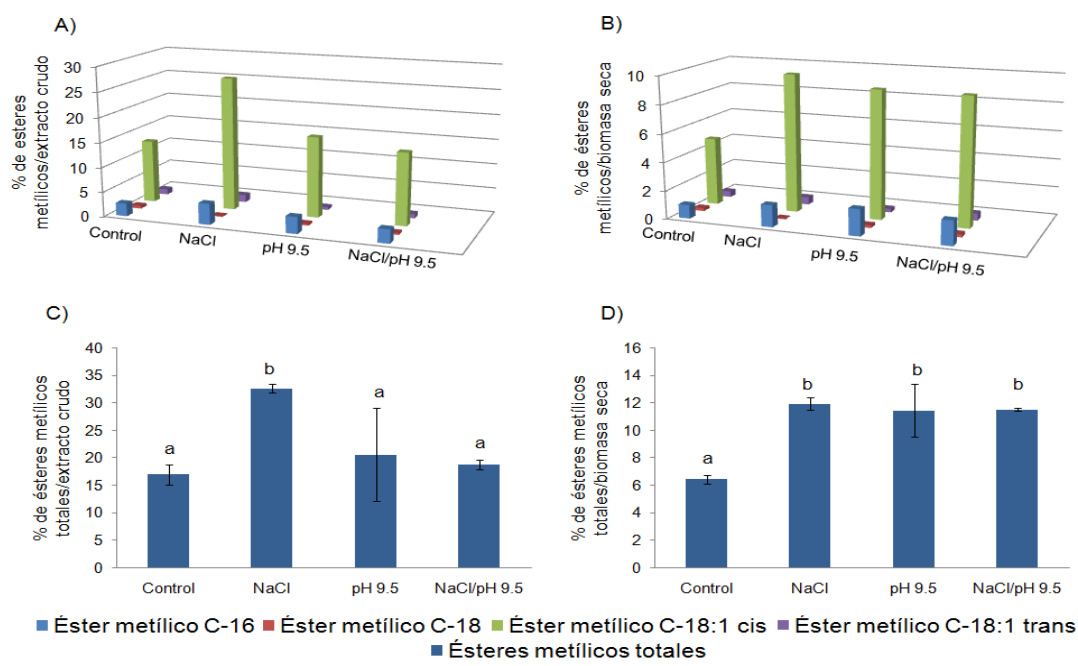 A)
% de esteres
metílicos/extracto crudo
30
25
20
15
10
5
0
Control
NaCl
pH 9.5
NaCl/pH 9.5
B)
% de ésteres
metílicos/biomasa seca
10
8
6
4
2
0
Control
NaCl
pH 9.5
NaCl/pH 9.5
C)
% de ésteres metílicos
totales/extracto crudo
40
35
30
25
20
15
10
5
0
a
b
a
a
Control
NaCl
pH 9.5
NaCl/pH 9.5
D)
% de ésteres metílicos
totales/biomasa seca
16
14
12
10
8
6
4
2
0
a
b
b
b
Control
NaCl
pH 9.5
NaCl/pH 9.5
Éster metílico C-16 Éster metílico C-18 Éster metílico C-18:1 cis Éster metílico C-18:1 trans
Ésteres metílicos totales